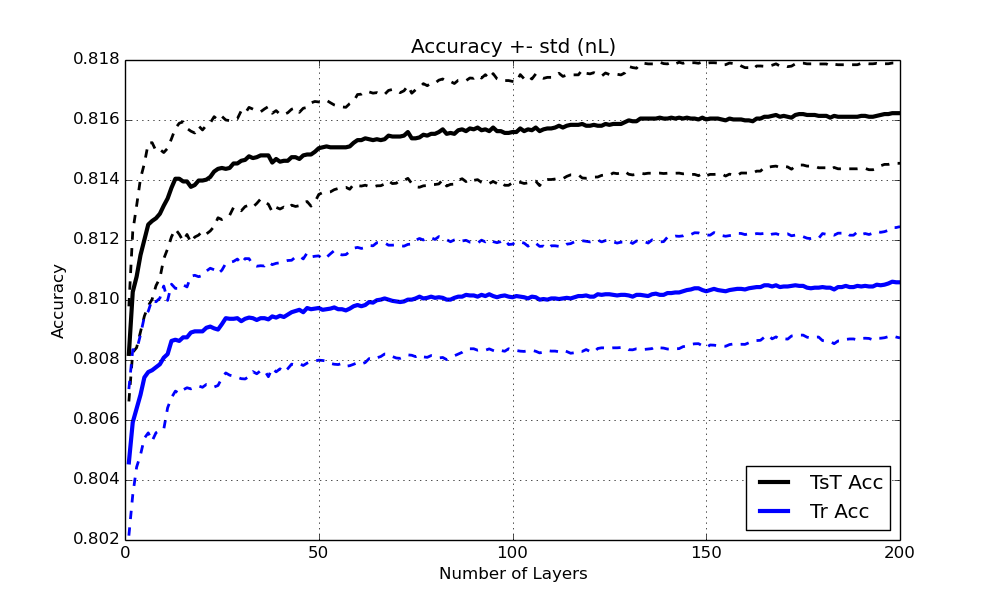 Accuracy +- std (nL)
0.818
0.816
0.814
0.812
0.810
0.808
0.806
0.804
0.802
Accuracy
0 50 100 150 200
Number of Layers
TsT Acc
Tr Acc